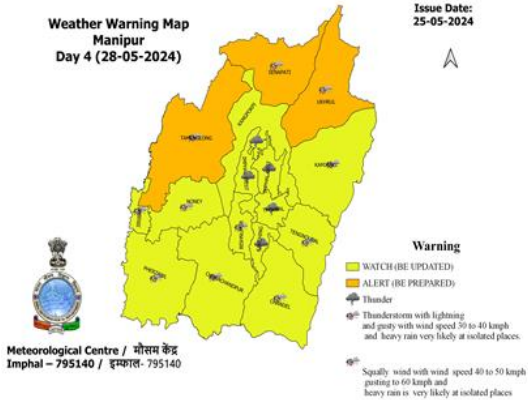 Weather Warning Map
Manipur
Day 4 (28-05-2024)
Issue Date:
25-05-2024
SENAPATI
UKHRUL
KANGPOKPI
TAMENGLONG
KAMJONG
NONEY
TENGNOUPAL
PHERZAWL
CHURACHANDPUR
CHANDEL
Warning
WATCH (BE UPDATED)
ALERT (BE PREPARED)
Thunder
Thunderstorm with lightning
and gusty with wind speed 30 to 40 kmph
and heavy rain very likely at isolated places.
Squally wind with wind speed 40 to 50 kmph
gusting to 60 kmph and
heavy rain is very likely at isolated places
Meteorological Centre / मौसम केंद्र
Imphal – 795140 / इम्फाल- 795140